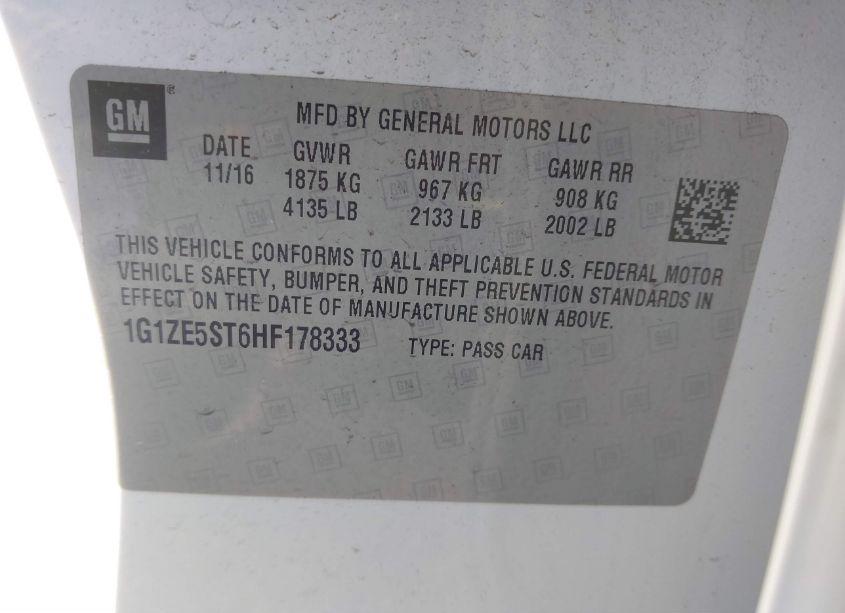 GM ®
MFD BY GENERAL MOTORS LLC
DATE GVWR GAWR FRT GAWR RR
11/16 1875 KG 967 KG 908 KG
4135 LB 2133 LB 2002 LB
THIS VEHICLE CONFORMS TO ALL APPLICABLE U.S. FEDERAL MOTOR
VEHICLE SAFETY, BUMPER, AND THEFT PREVENTION STANDARDS IN
EFFECT ON THE DATE OF MANUFACTURE SHOWN ABOVE.
1G1ZE5ST6HF178333 TYPE: PASS CAR